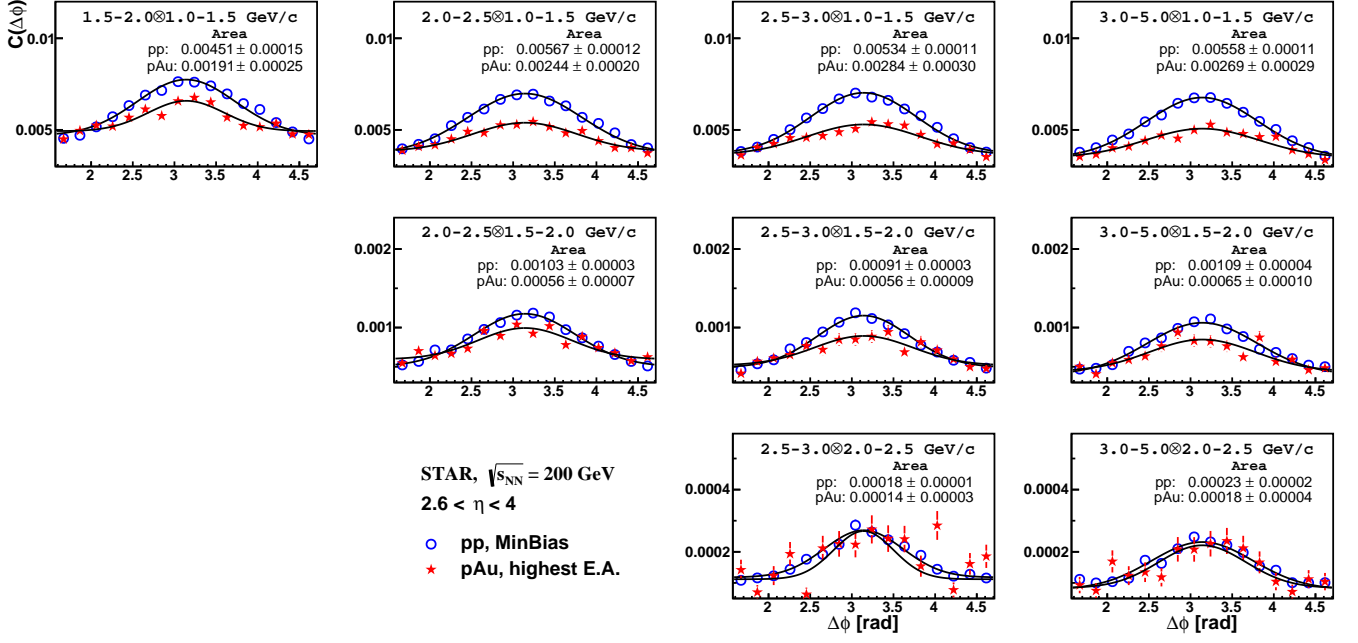 C(Δϕ)
1.5-2.0⊗1.0-1.5 GeV/c
Area
pp: 0.00451 ± 0.00015
pAu: 0.00191 ± 0.00025
0.01
0.005
2 2.5 3 3.5 4 4.5
2.0-2.5⊗1.0-1.5 GeV/c
Area
pp: 0.00567 ± 0.00012
pAu: 0.00244 ± 0.00020
0.01
0.005
2 2.5 3 3.5 4 4.5
2.5-3.0⊗1.0-1.5 GeV/c
Area
pp: 0.00534 ± 0.00011
pAu: 0.00284 ± 0.00030
0.01
0.005
2 2.5 3 3.5 4 4.5
3.0-5.0⊗1.0-1.5 GeV/c
Area
pp: 0.00558 ± 0.00011
pAu: 0.00269 ± 0.00029
0.01
0.005
2 2.5 3 3.5 4 4.5
2.0-2.5⊗1.5-2.0 GeV/c
Area
pp: 0.00103 ± 0.00003
pAu: 0.00056 ± 0.00007
0.002
0.001
2 2.5 3 3.5 4 4.5
2.5-3.0⊗1.5-2.0 GeV/c
Area
pp: 0.00091 ± 0.00003
pAu: 0.00056 ± 0.00009
0.002
0.001
2 2.5 3 3.5 4 4.5
3.0-5.0⊗1.5-2.0 GeV/c
Area
pp: 0.00109 ± 0.00004
pAu: 0.00065 ± 0.00010
0.002
0.001
2 2.5 3 3.5 4 4.5
STAR, √s_NN = 200 GeV
2.6 < η < 4
pp, MinBias
pAu, highest E.A.
2.5-3.0⊗2.0-2.5 GeV/c
Area
pp: 0.00018 ± 0.00001
pAu: 0.00014 ± 0.00003
0.0004
0.0002
2 2.5 3 3.5 4 4.5
Δϕ [rad]
3.0-5.0⊗2.0-2.5 GeV/c
Area
pp: 0.00023 ± 0.00002
pAu: 0.00018 ± 0.00004
0.0004
0.0002
2 2.5 3 3.5 4 4.5
Δϕ [rad]